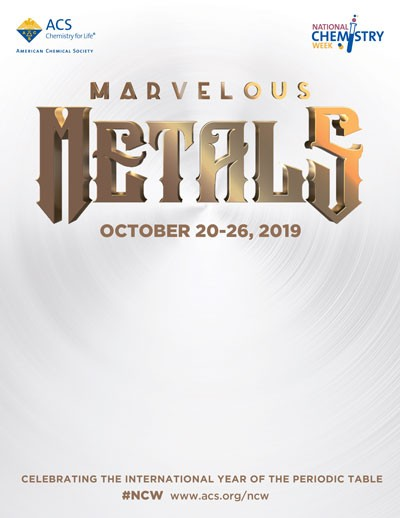 ACS
Chemistry for Life®
AMERICAN CHEMICAL SOCIETY
NATIONAL
CHEMISTRY
WEEK
MARVELOUS
METALS
OCTOBER 20-26, 2019
CELEBRATING THE INTERNATIONAL YEAR OF THE PERIODIC TABLE
#NCW www.acs.org/ncw